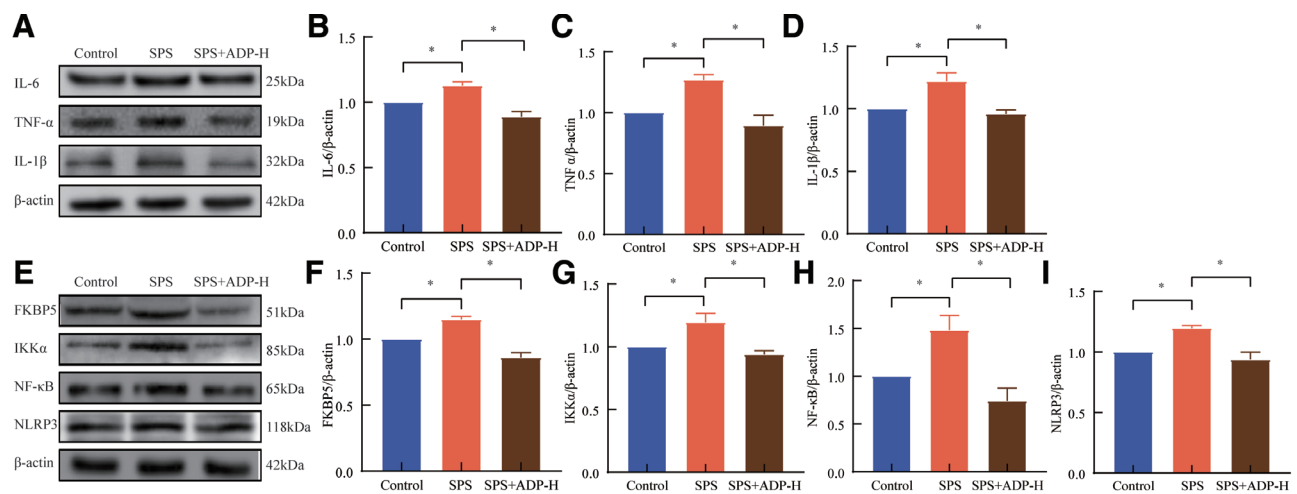 A
Control SPS SPS+ADP-H
IL-6 25kDa
TNF-α 19kDa
IL-1β 32kDa
β-actin 42kDa
B
IL-6/β-actin
1.5
1.0
0.5
0.0
* *
Control SPS SPS+ADP-H
C
TNF α/β-actin
1.5
1.0
0.5
0.0
* *
Control SPS SPS+ADP-H
D
IL-1β/β-actin
1.5
1.0
0.5
0.0
* *
Control SPS SPS+ADP-H
E
Control SPS SPS+ADP-H
FKBP5 51kDa
IKKα 85kDa
NF-κB 65kDa
NLRP3 118kDa
β-actin 42kDa
F
FKBP5/β-actin
1.5
1.0
0.5
0.0
* *
Control SPS SPS+ADP-H
G
IKKα/β-actin
1.5
1.0
0.5
0.0
* *
Control SPS SPS+ADP-H
H
NF-κB/β-actin
2.0
1.5
1.0
0.5
0.0
* *
Control SPS SPS+ADP-H
I
NLRP3/β-actin
1.5
1.0
0.5
0.0
* *
Control SPS SPS+ADP-H